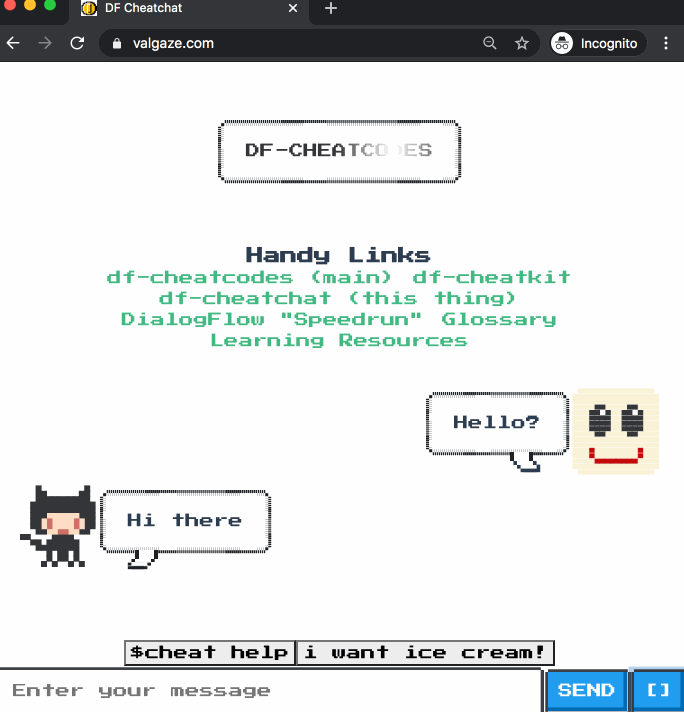 DF Cheatchat
valgaze.com
Incognito
DF-CHEATCODES
Handy Links
df-cheatcodes (main) df-cheatkit
df-cheatchat (this thing)
DialogFlow "Speedrun" Glossary
Learning Resources
Hello?
Hi there
$cheat help
i want ice cream!
Enter your message
SEND
[]